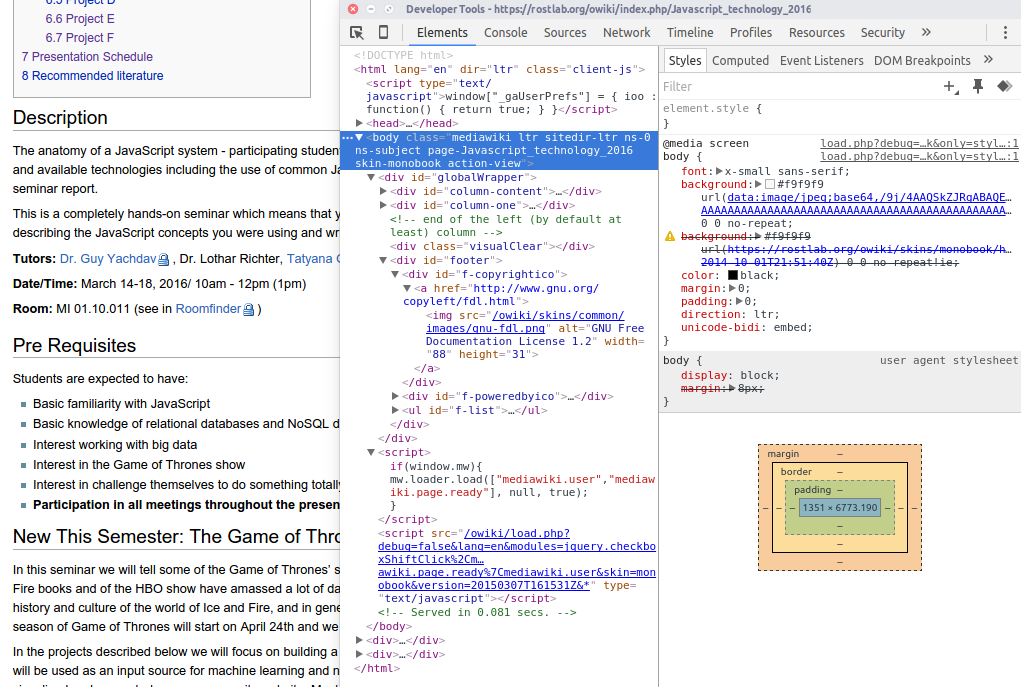 6.5 Project D
6.6 Project E
6.7 Project F
7 Presentation Schedule
8 Recommended literature
Description
The anatomy of a JavaScript system - participating studen
and available technologies including the use of common Ja
seminar report.
This is a completely hands-on seminar which means that y
describing the JavaScript concepts you were using and wr
Tutors: Dr. Guy Yachdav , Dr. Lothar Richter, Tatyana G
Date/Time: March 14-18, 2016/ 10am - 12pm (1pm)
Room: MI 01.10.011 (see in Roomfinder )
Pre Requisites
Students are expected to have:
Basic familiarity with JavaScript
Basic knowledge of relational databases and NoSQL d
Interest working with big data
Interest in the Game of Thrones show
Interest in challenge themselves to do something totally
Participation in all meetings throughout the presen
New This Semester: The Game of Thro
In this seminar we will tell some of the Game of Thrones' s
Fire books and of the HBO show have amassed a lot of da
history and culture of the world of Ice and Fire, and in gene
season of Game of Thrones will start on April 24th and we
In the projects described below we will focus on building a
will be used as an input source for machine learning and n
Developer Tools - https://rostlab.org/owiki/index.php/Javascript_technology_2016
Elements Console Sources Network Timeline Profiles Resources Security »
<!DOCTYPE html>
<html lang="en" dir="ltr" class="client-js">
<script type="text/
javascript">window["_gaUserPrefs"] = { ioo :
function() { return true; } }</script>
<head>…</head>
<body class="mediawiki ltr sitedir-ltr ns-0
ns-subject page-Javascript_technology_2016
skin-monobook action-view">
<div id="globalWrapper">
<div id="column-content">…</div>
<div id="column-one">…</div>
<!-- end of the left (by default at
least) column -->
<div class="visualClear"></div>
<div id="footer">
<div id="f-copyrightico">
<a href="http://www.gnu.org/
copyleft/fdl.html">
<img src="/owiki/skins/common/
images/gnu-fdl.png" alt="GNU Free
Documentation License 1.2" width=
"88" height="31">
</a>
</div>
<div id="f-poweredbyico">…</div>
<ul id="f-list">…</ul>
</div>
</div>
<script>
if(window.mw){
mw.loader.load(["mediawiki.user","mediaw
iki.page.ready"], null, true);
}
</script>
<script src="/owiki/load.php?
debug=false&lang=en&modules=jquery.checkbo
xShiftClick%2Cm…
awiki.page.ready%7Cmediawiki.user&skin=mon
obook&version=20150307T161531Z&*" type=
"text/javascript"></script>
<!-- Served in 0.081 secs. -->
</body>
<div>…</div>
<div>…</div>
</html>
Styles Computed Event Listeners DOM Breakpoints »
Filter
element.style {
}
@media screen load.php?debug=…k&only=styl…:1
body { load.php?debug=…k&only=styl…:1
font: x-small sans-serif;
background: #f9f9f9
url(data:image/jpeg;base64,/9j/4AAQSkZJRgABAQE…
AAAAAAAAAAAAAAAAAAAAAAAAAAAAAAAAAAAAAAAAAAAAAA…
0 0 no-repeat;
background: #f9f9f9
url(https://rostlab.org/owiki/skins/monobook/h…
2014-10-01T21:51:40Z) 0 0 no-repeat!ie;
color: black;
margin: 0;
padding: 0;
direction: ltr;
unicode-bidi: embed;
}
body { user agent stylesheet
display: block;
margin: 8px;
}
margin –
border –
padding –
– – – 1351 × 6773.190 – – –
–
–
–